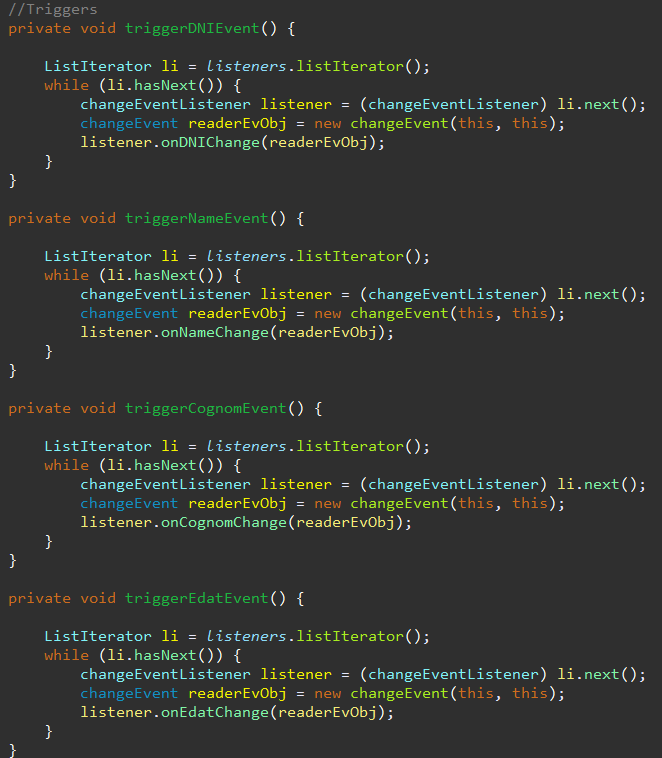 //Triggers
private void triggerDNIEvent() {
ListIterator li = listeners.listIterator();
while (li.hasNext()) {
changeEventListener listener = (changeEventListener) li.next();
changeEvent readerEvObj = new changeEvent(this, this);
listener.onDNIChange(readerEvObj);
}
}
private void triggerNameEvent() {
ListIterator li = listeners.listIterator();
while (li.hasNext()) {
changeEventListener listener = (changeEventListener) li.next();
changeEvent readerEvObj = new changeEvent(this, this);
listener.onNameChange(readerEvObj);
}
}
private void triggerCognomEvent() {
ListIterator li = listeners.listIterator();
while (li.hasNext()) {
changeEventListener listener = (changeEventListener) li.next();
changeEvent readerEvObj = new changeEvent(this, this);
listener.onCognomChange(readerEvObj);
}
}
private void triggerEdatEvent() {
ListIterator li = listeners.listIterator();
while (li.hasNext()) {
changeEventListener listener = (changeEventListener) li.next();
changeEvent readerEvObj = new changeEvent(this, this);
listener.onEdatChange(readerEvObj);
}
}